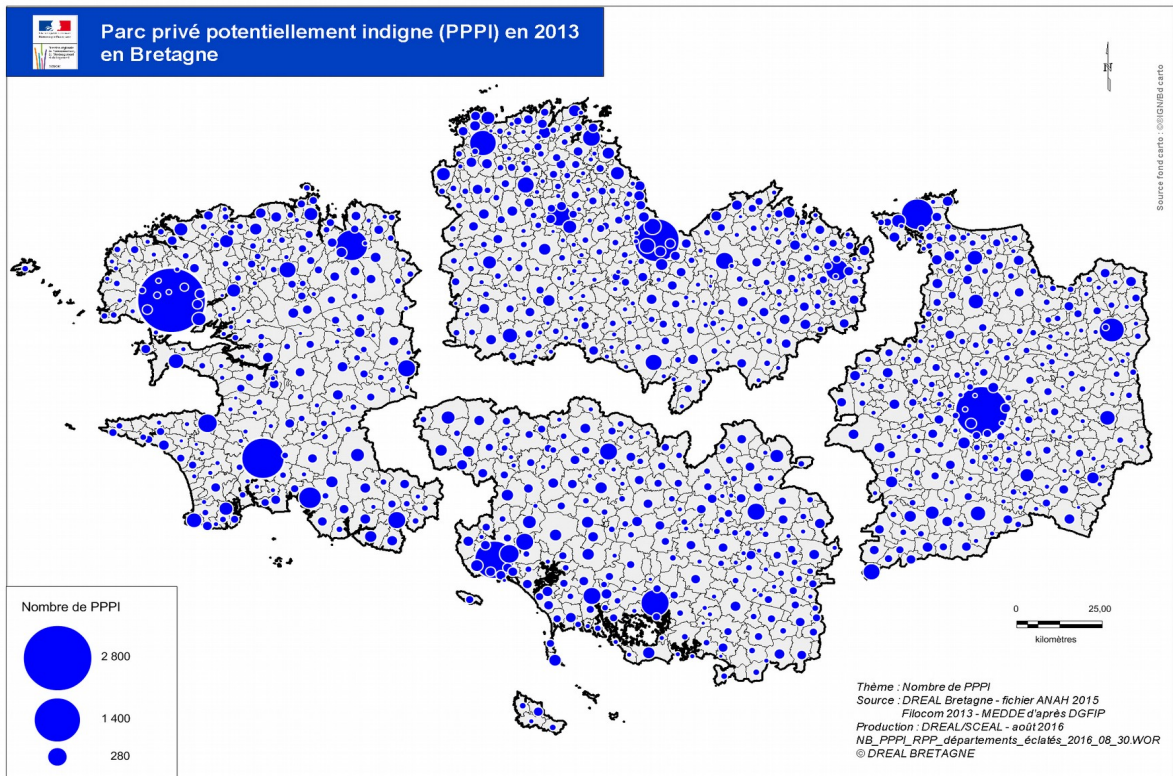 Parc privé potentiellement indigne (PPPI) en 2013
en Bretagne
N
Source fond carto : ©®IGN/Bd carto
Nombre de PPPI
2 800
1 400
280
0 25,00
kilomètres
Thème : Nombre de PPPI
Source : DREAL Bretagne - fichier ANAH 2015
Filocom 2013 - MEDDE d'après DGFIP
Production : DREAL/SCEAL - août 2016
NB_PPPI_RPP_départements_éclatés_2016_08_30.WOR
© DREAL BRETAGNE